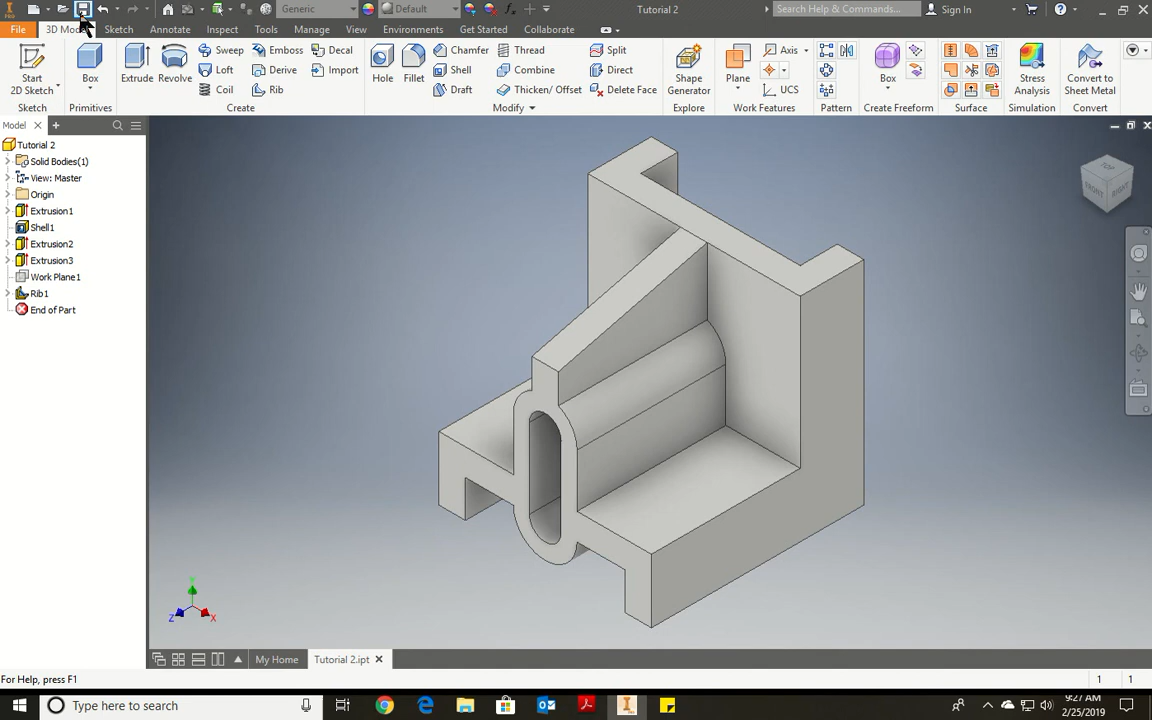 Generic
Default
Tutorial 2
Search Help & Commands...
Sign In
File
Sketch
Annotate
Inspect
Tools
Manage
View
Environments
Get Started
Collaborate
Start
2D Sketch
Sketch
Box
Primitives
Extrude
Revolve
Sweep
Emboss
Decal
Loft
Derive
Import
Coil
Rib
Create
Hole
Fillet
Chamfer
Thread
Split
Shell
Combine
Direct
Draft
Thicken/ Offset
Delete Face
Modify
Shape
Generator
Explore
Plane
Axis
UCS
Work Features
Pattern
Box
Create Freeform
Surface
Stress
Analysis
Simulation
Convert to
Sheet Metal
Convert
Model
Tutorial 2
Solid Bodies(1)
View: Master
Origin
Extrusion1
Shell1
Extrusion2
Extrusion3
Work Plane1
Rib1
End of Part
TOP
FRONT
RIGHT
Y
Z
X
My Home
Tutorial 2.ipt
For Help, press F1
1
1
Type here to search
9:27 AM
2/25/2019